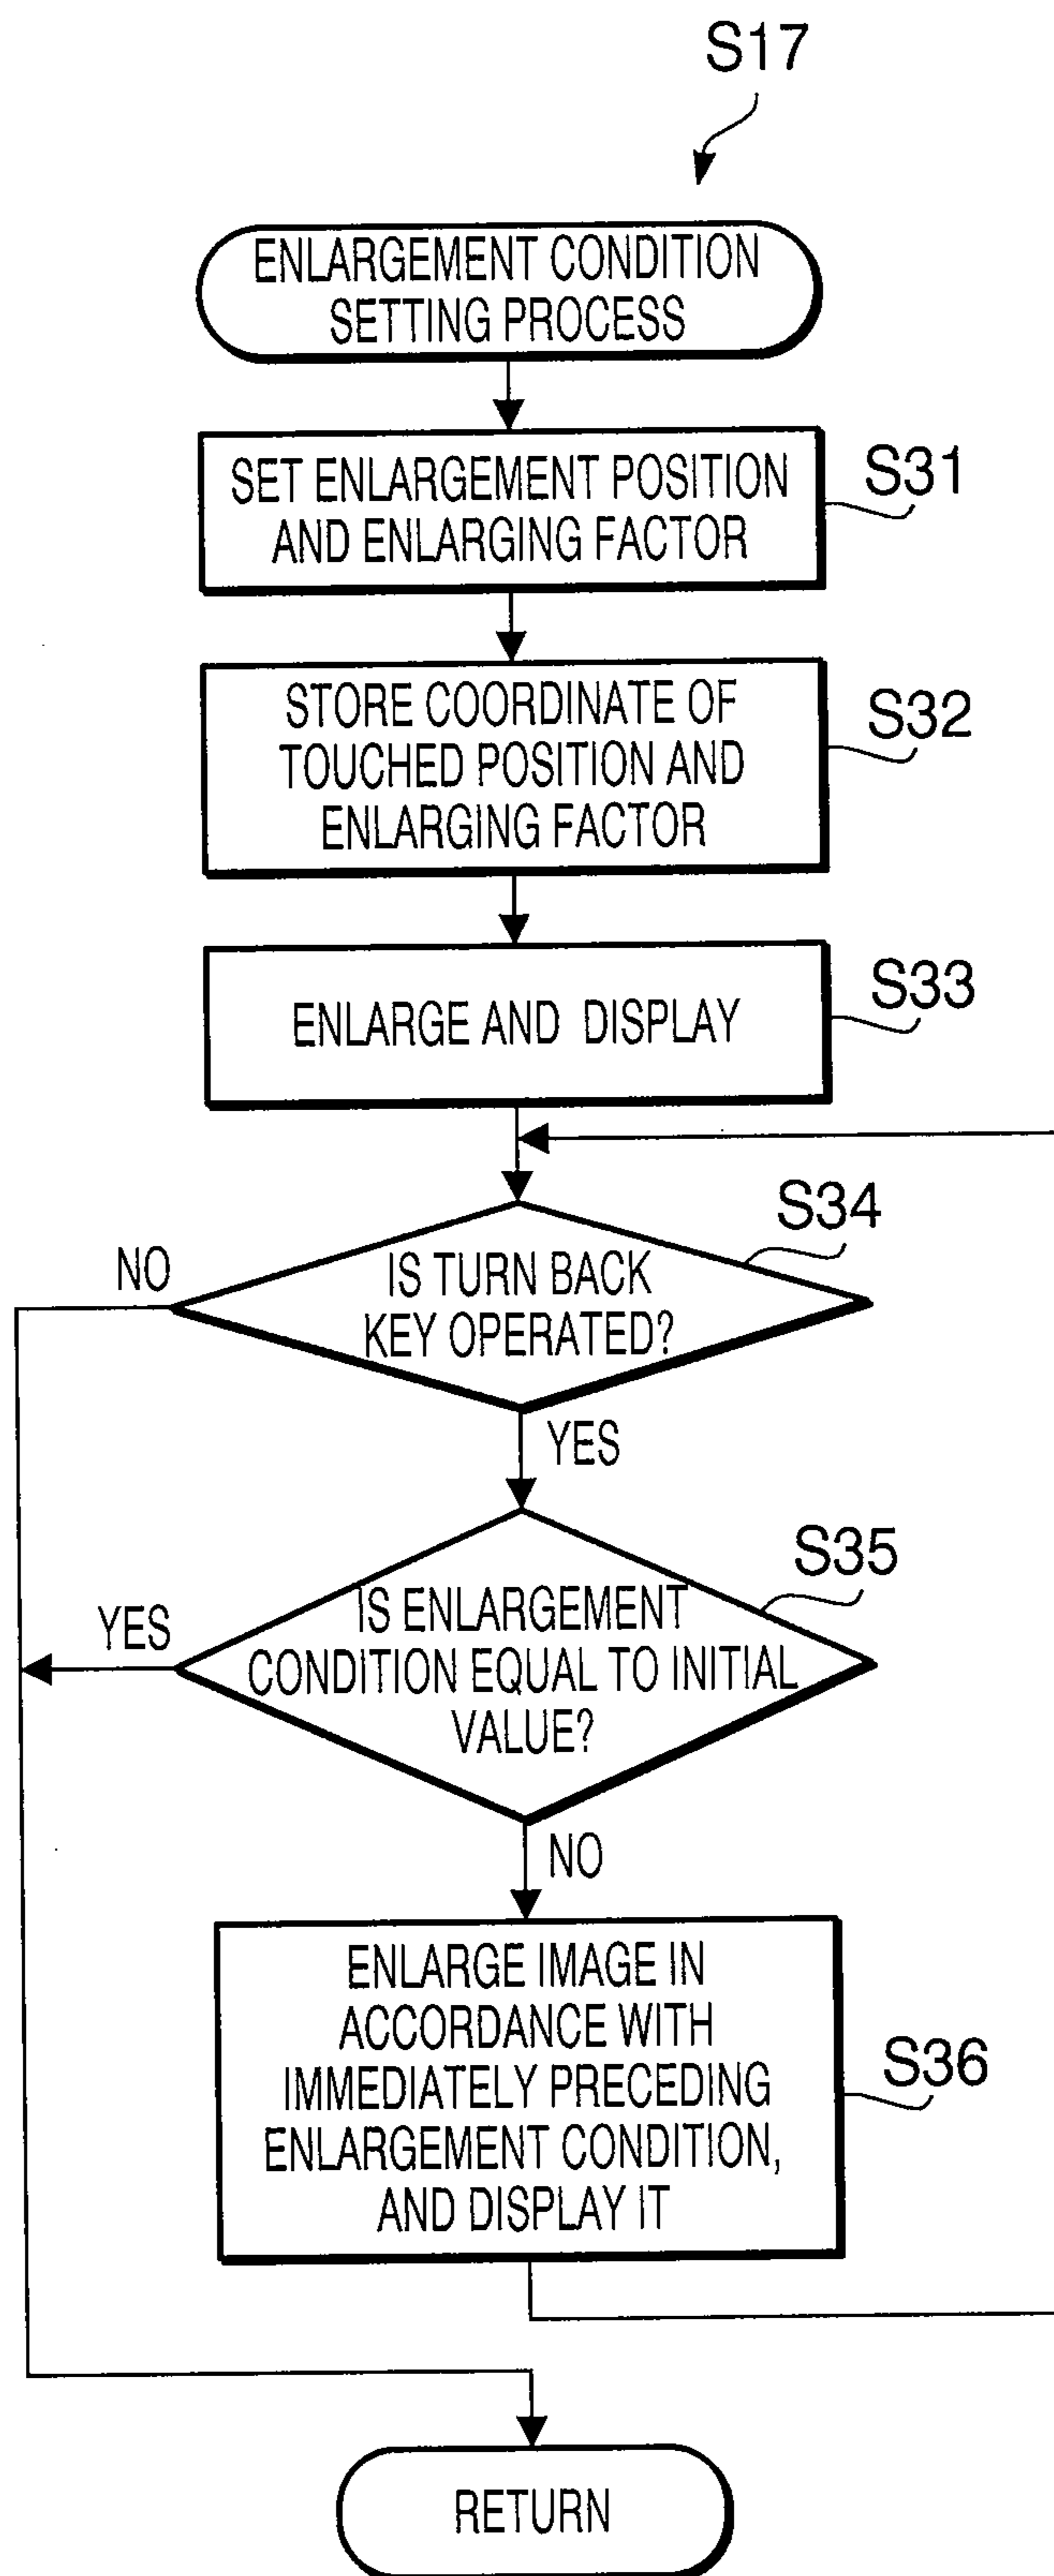 S17
ENLARGEMENT CONDITION
SETTING PROCESS
SET ENLARGEMENT POSITION
AND ENLARGING FACTOR
S31
STORE COORDINATE OF
TOUCHED POSITION AND
ENLARGING FACTOR
S32
ENLARGE AND DISPLAY
S33
S34
NO
IS TURN BACK
KEY OPERATED?
YES
S35
YES
IS ENLARGEMENT
CONDITION EQUAL TO INITIAL
VALUE?
NO
ENLARGE IMAGE IN
ACCORDANCE WITH
IMMEDIATELY PRECEDING
ENLARGEMENT CONDITION,
AND DISPLAY IT
S36
RETURN